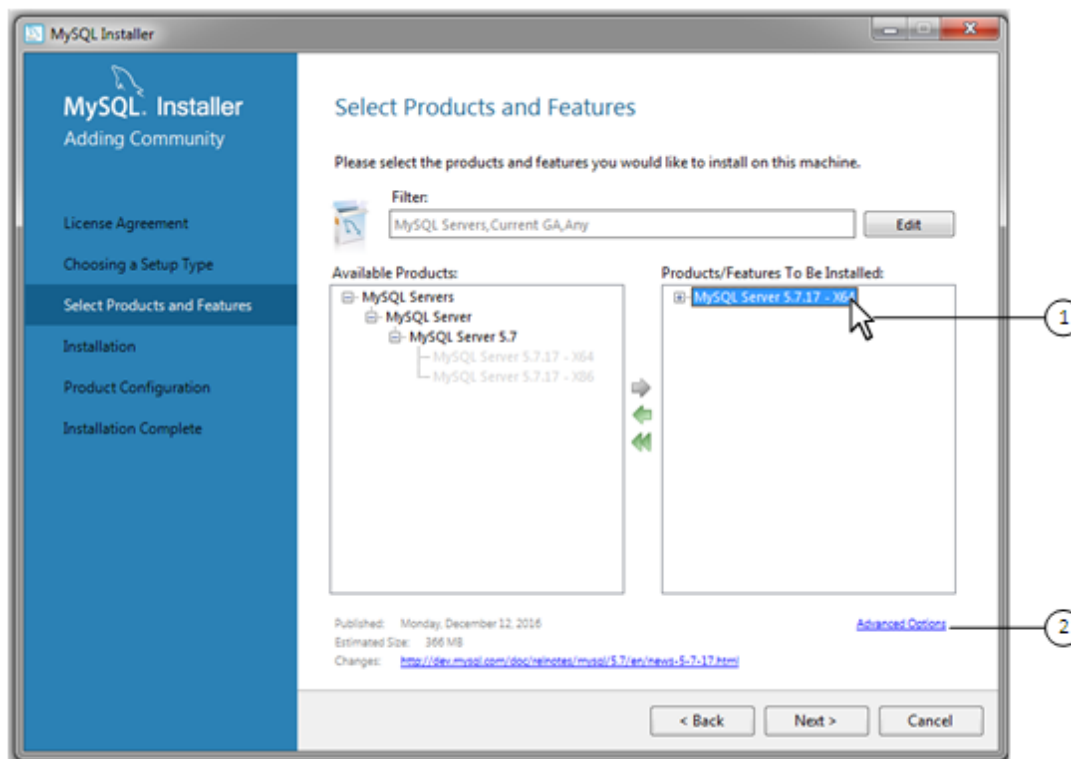 MySQL Installer
MySQL. Installer
Adding Community
License Agreement
Choosing a Setup Type
Select Products and Features
Installation
Product Configuration
Installation Complete
Select Products and Features
Please select the products and features you would like to install on this machine.
Filter:
MySQL Servers,Current GA,Any
Edit
Available Products:
MySQL Servers
MySQL Server
MySQL Server 5.7
MySQL Server 5.7.17 - X64
MySQL Server 5.7.17 - X86
Products/Features To Be Installed:
MySQL Server 5.7.17 - X64
1
Published: Monday, December 12, 2016
Estimated Size: 366 MB
Changes: http://dev.mysql.com/doc/relnotes/mysql/5.7/en/news-5-7-17.html
Advanced Options
2
< Back
Next >
Cancel